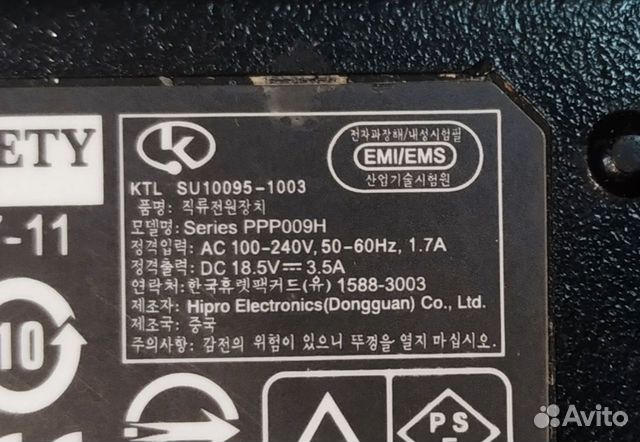 ETY
-11
10
KTL SU10095-1003
전자파장해/내성시험필
EMI/EMS
산업기술시험원
품명: 직류전원장치
모델명: Series PPP009H
정격입력: AC 100-240V, 50-60Hz, 1.7A
정격출력: DC 18.5V⎓3.5A
연락처: 한국휴렛팩커드(유) 1588-3003
제조자: Hipro Electronics(Dongguan) Co., Ltd.
제조국: 중국
주의사항: 감전의 위험이 있으니 뚜껑을 열지 마십시오.
P S
E
Avito